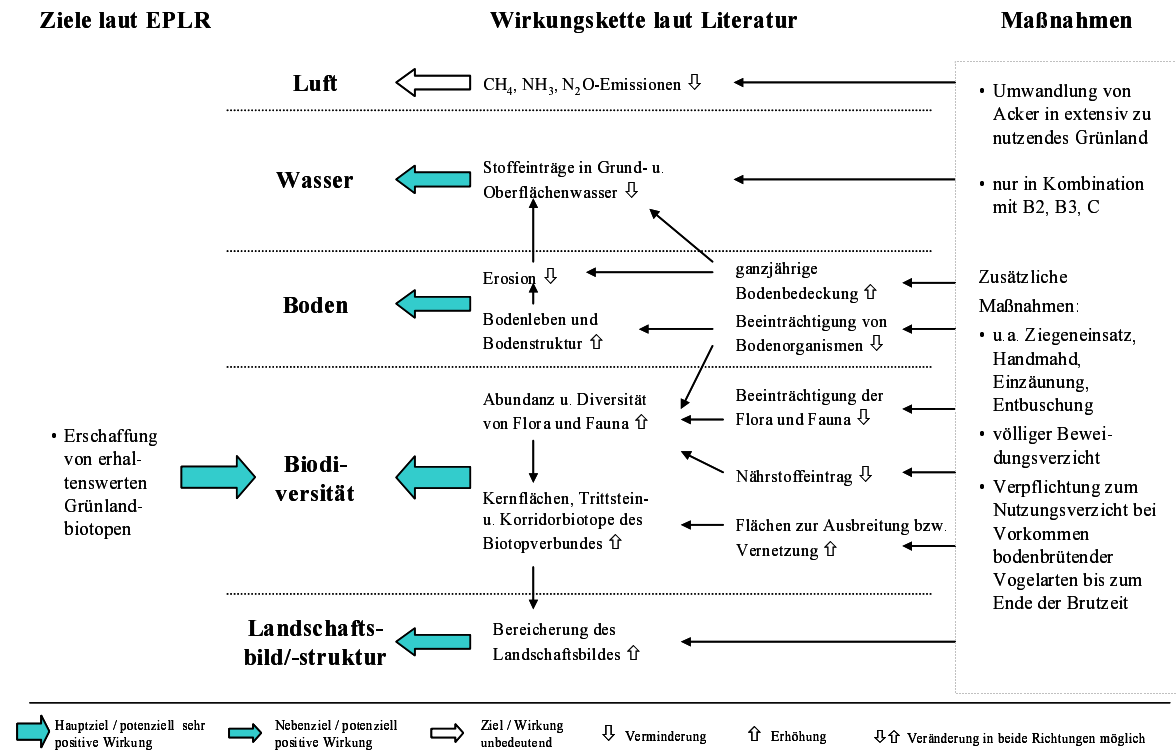 Ziele laut EPLR
Wirkungskette laut Literatur
Maßnahmen
Luft
CH4, NH3, N2O-Emissionen ⇩
Wasser
Stoffeinträge in Grund- u.
Oberflächenwasser ⇩
Boden
Erosion ⇩
Bodenleben und
Bodenstruktur ⇧
ganzjährige
Bodenbedeckung ⇧
Beeinträchtigung von
Bodenorganismen ⇩
• Erschaffung
von erhal-
tenswerten
Grünland-
biotopen
Biodi-
versität
Abundanz u. Diversität
von Flora und Fauna ⇧
Kernflächen, Trittstein-
u. Korridorbiotope des
Biotopverbundes ⇧
Beeinträchtigung der
Flora und Fauna ⇩
Nährstoffeintrag ⇩
Flächen zur Ausbreitung bzw.
Vernetzung ⇧
Landschafts-
bild/-struktur
Bereicherung des
Landschaftsbildes ⇧
• Umwandlung von
Acker in extensiv zu
nutzendes Grünland
• nur in Kombination
mit B2, B3, C
Zusätzliche
Maßnahmen:
• u.a. Ziegeneinsatz,
Handmahd,
Einzäunung,
Entbuschung
• völliger Bewei-
dungsverzicht
• Verpflichtung zum
Nutzungsverzicht bei
Vorkommen
bodenbrütender
Vogelarten bis zum
Ende der Brutzeit
Hauptziel / potenziell sehr
positive Wirkung
Nebenziel / potenziell
positive Wirkung
Ziel / Wirkung
unbedeutend
⇩ Verminderung
⇧ Erhöhung
⇩⇧ Veränderung in beide Richtungen möglich